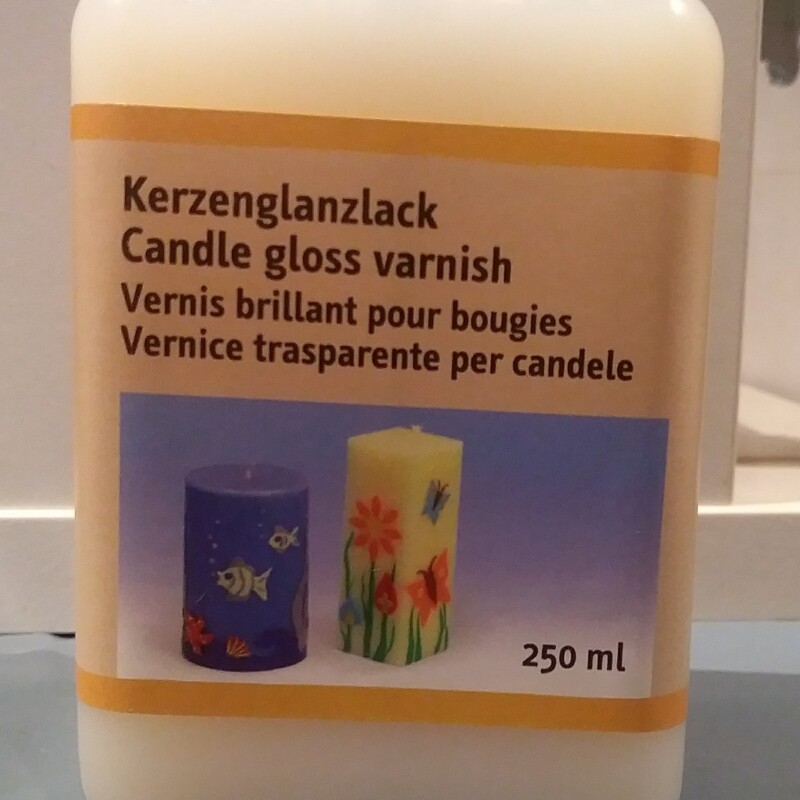 Kerzenglanzlack
Candle gloss varnish
Vernis brillant pour bougies
Vernice trasparente per candele
250 ml